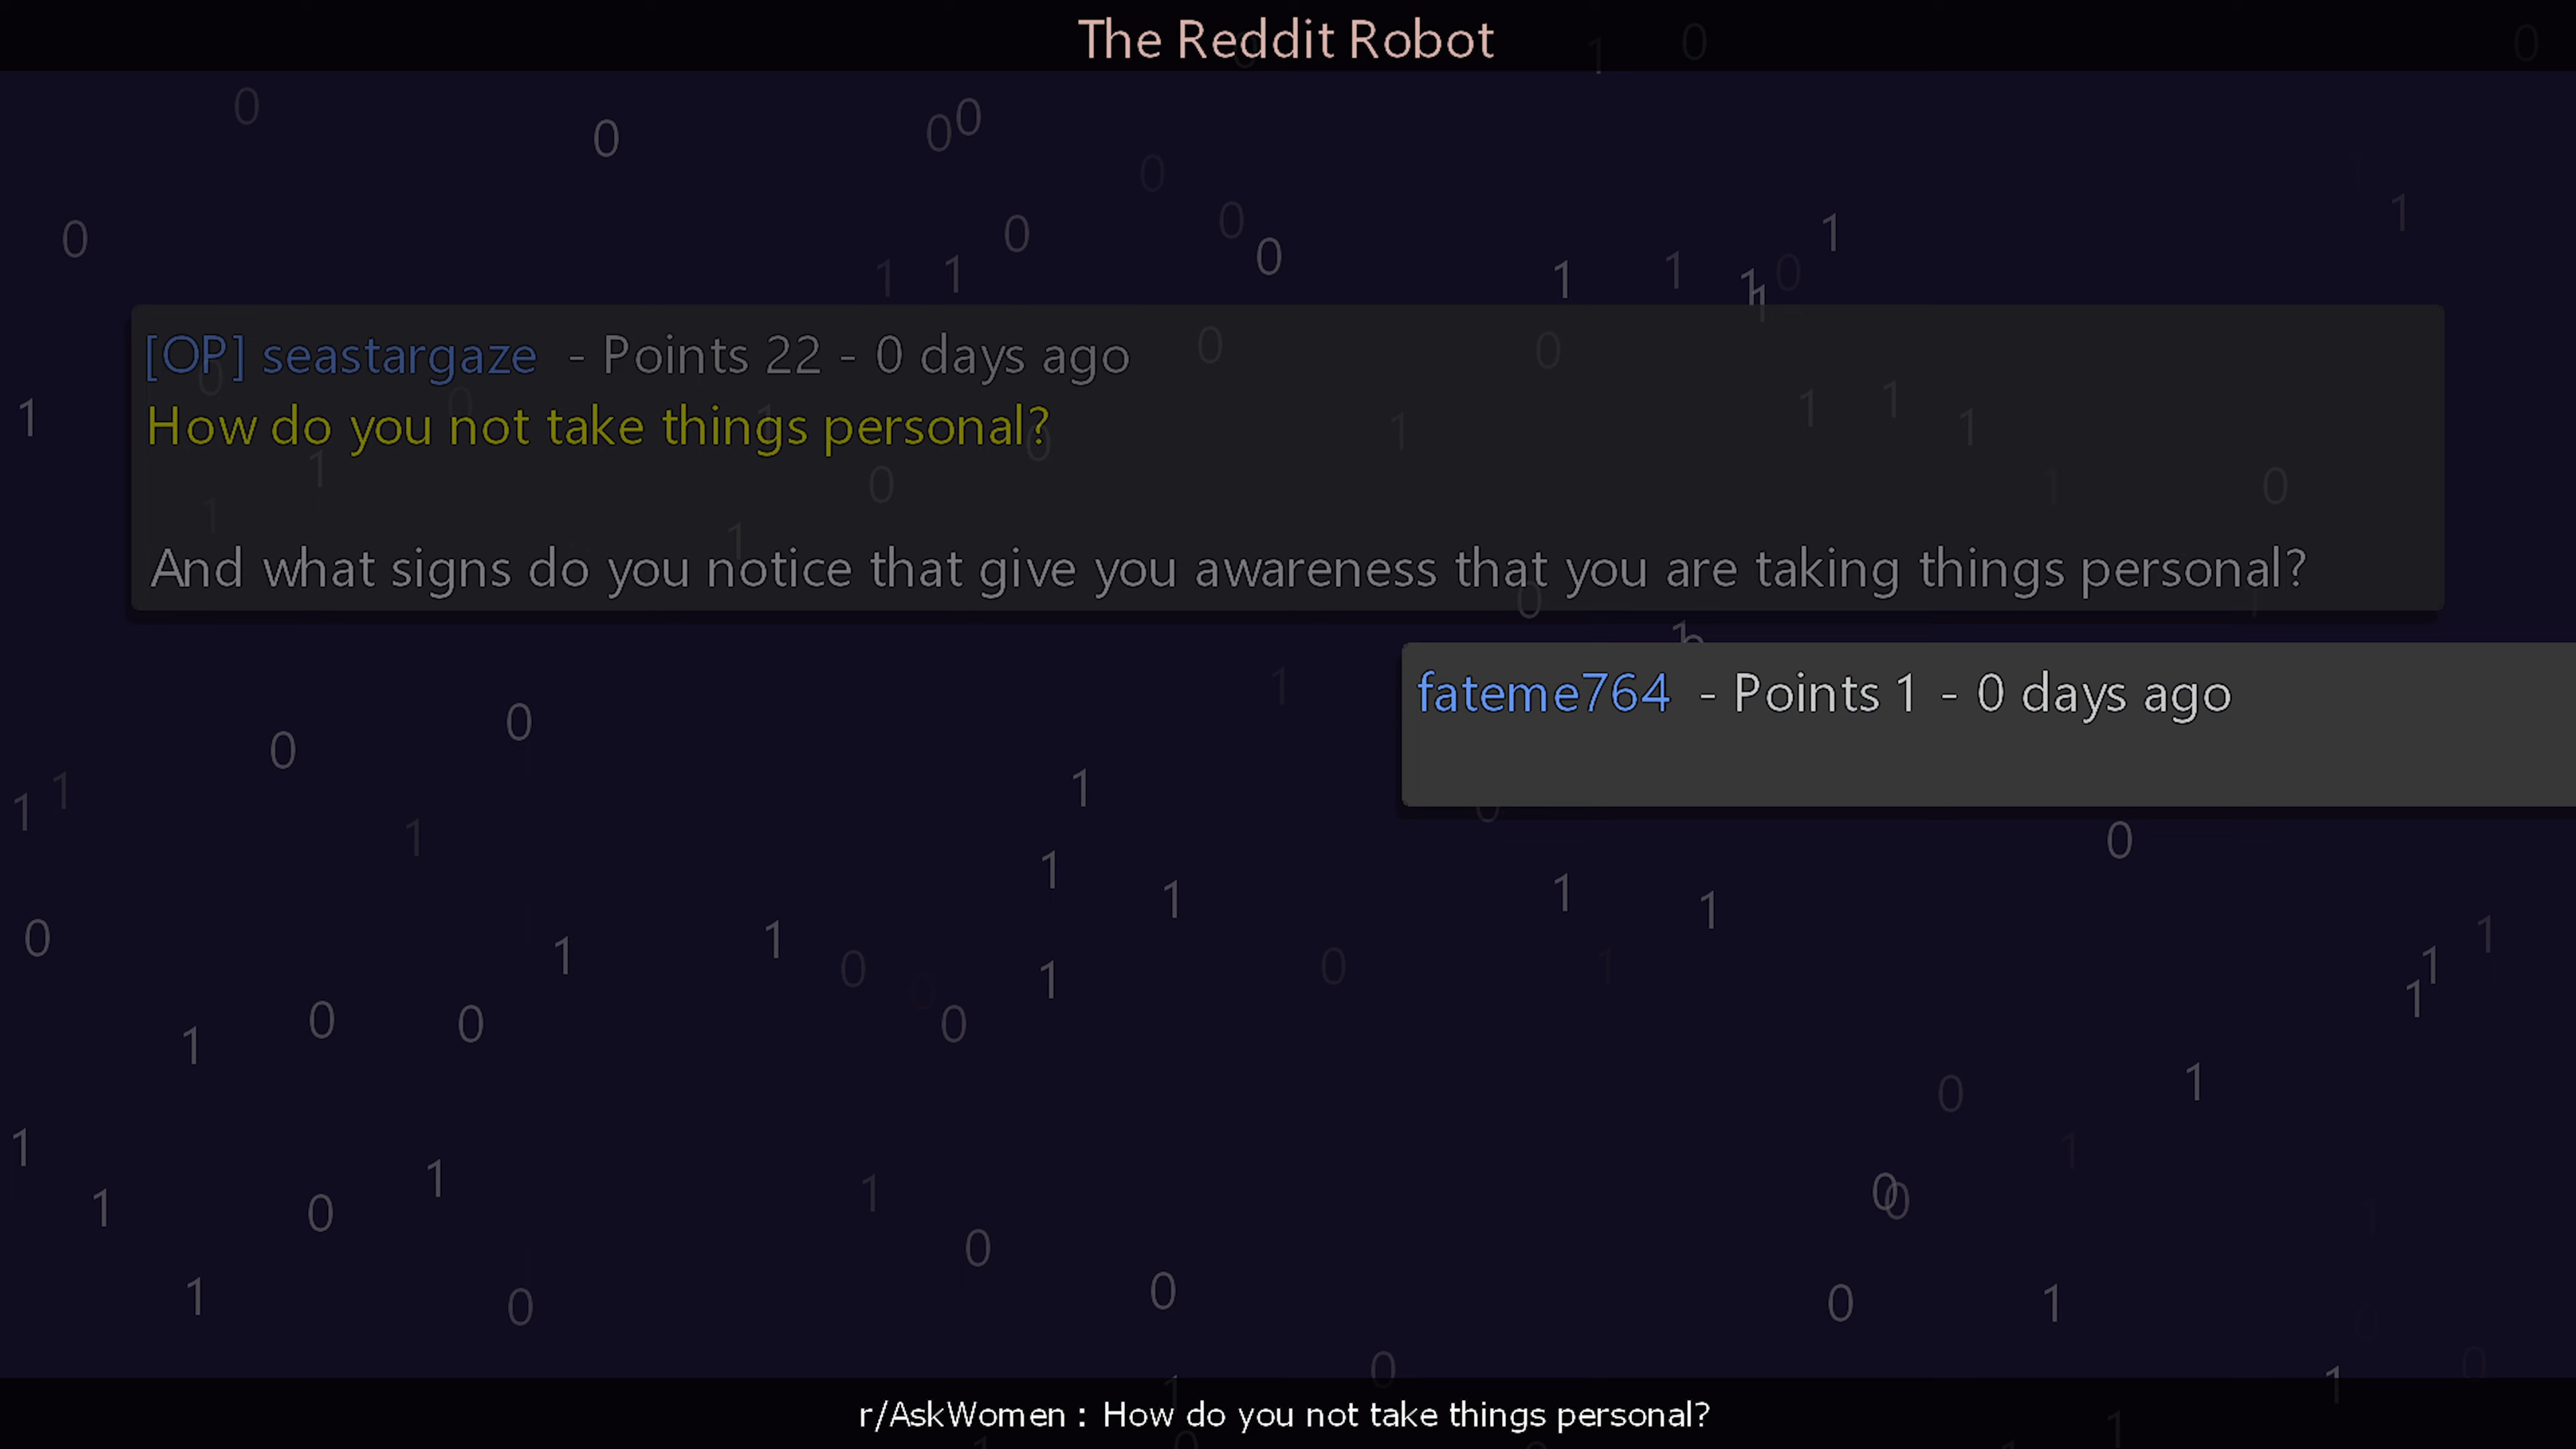 The Reddit Robot
[OP] seastargaze - Points 22 - 0 days ago
How do you not take things personal?
And what signs do you notice that give you awareness that you are taking things personal?
fateme764 - Points 1 - 0 days ago
r/AskWomen : How do you not take things personal?